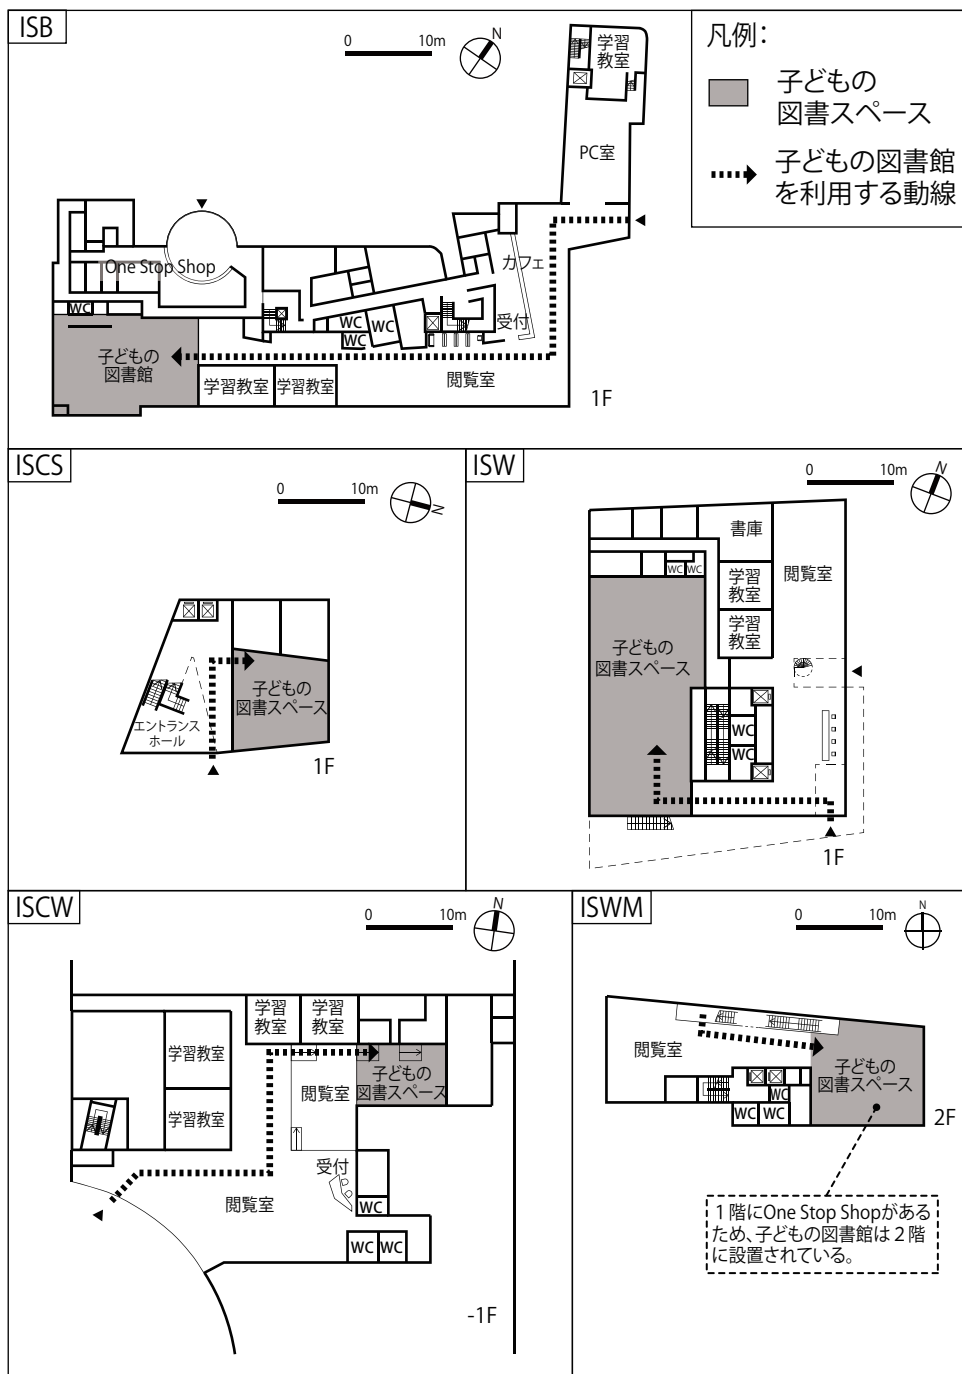 ISB
0 10m
N
学習
教室
PC室
凡例：
子どもの
図書スペース
子どもの図書館
を利用する動線
One Stop Shop
カフェ
WC
WC
WC
WC
受付
子どもの
図書館
学習教室
学習教室
閲覧室
1F
ISCS
0 10m
N
エントランス
ホール
子どもの
図書スペース
1F
ISW
0 10m
N
書庫
WC
WC
学習
教室
閲覧室
学習
教室
子どもの
図書スペース
WC
WC
1F
ISCW
0 10m
N
学習
教室
学習
教室
学習教室
学習教室
閲覧室
子どもの
図書スペース
受付
閲覧室
WC
WC
WC
-1F
ISWM
0 10m
N
閲覧室
子どもの
図書スペース
WC
WC
WC
2F
１階にOne Stop Shopがある
ため、子どもの図書館は２階
に設置されている。